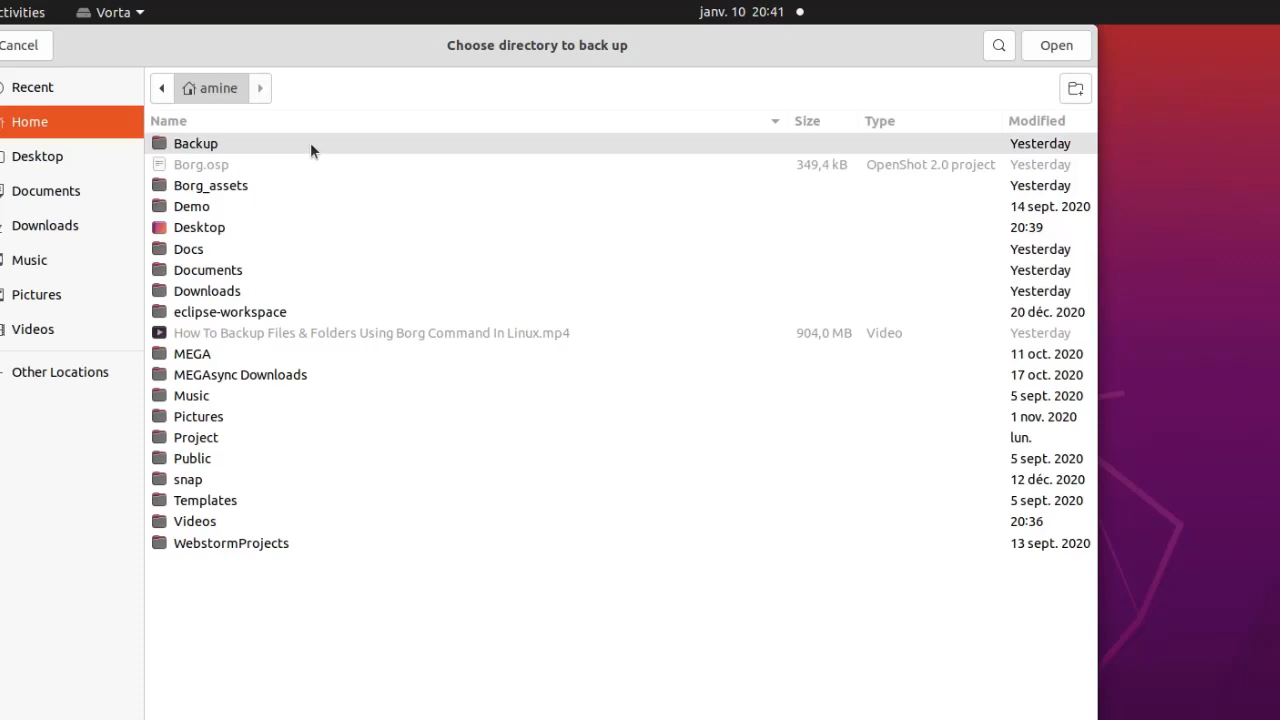 ctivities Vorta janv. 10 20:41
Cancel Choose directory to back up Open
Recent
Home
Desktop
Documents
Downloads
Music
Pictures
Videos
Other Locations
amine
Name Size Type Modified
Backup Yesterday
Borg.osp 349,4 kB OpenShot 2.0 project Yesterday
Borg_assets Yesterday
Demo 14 sept. 2020
Desktop 20:39
Docs Yesterday
Documents Yesterday
Downloads Yesterday
eclipse-workspace 20 déc. 2020
How To Backup Files & Folders Using Borg Command In Linux.mp4 904,0 MB Video Yesterday
MEGA 11 oct. 2020
MEGAsync Downloads 17 oct. 2020
Music 5 sept. 2020
Pictures 1 nov. 2020
Project lun.
Public 5 sept. 2020
snap 12 déc. 2020
Templates 5 sept. 2020
Videos 20:36
WebstormProjects 13 sept. 2020